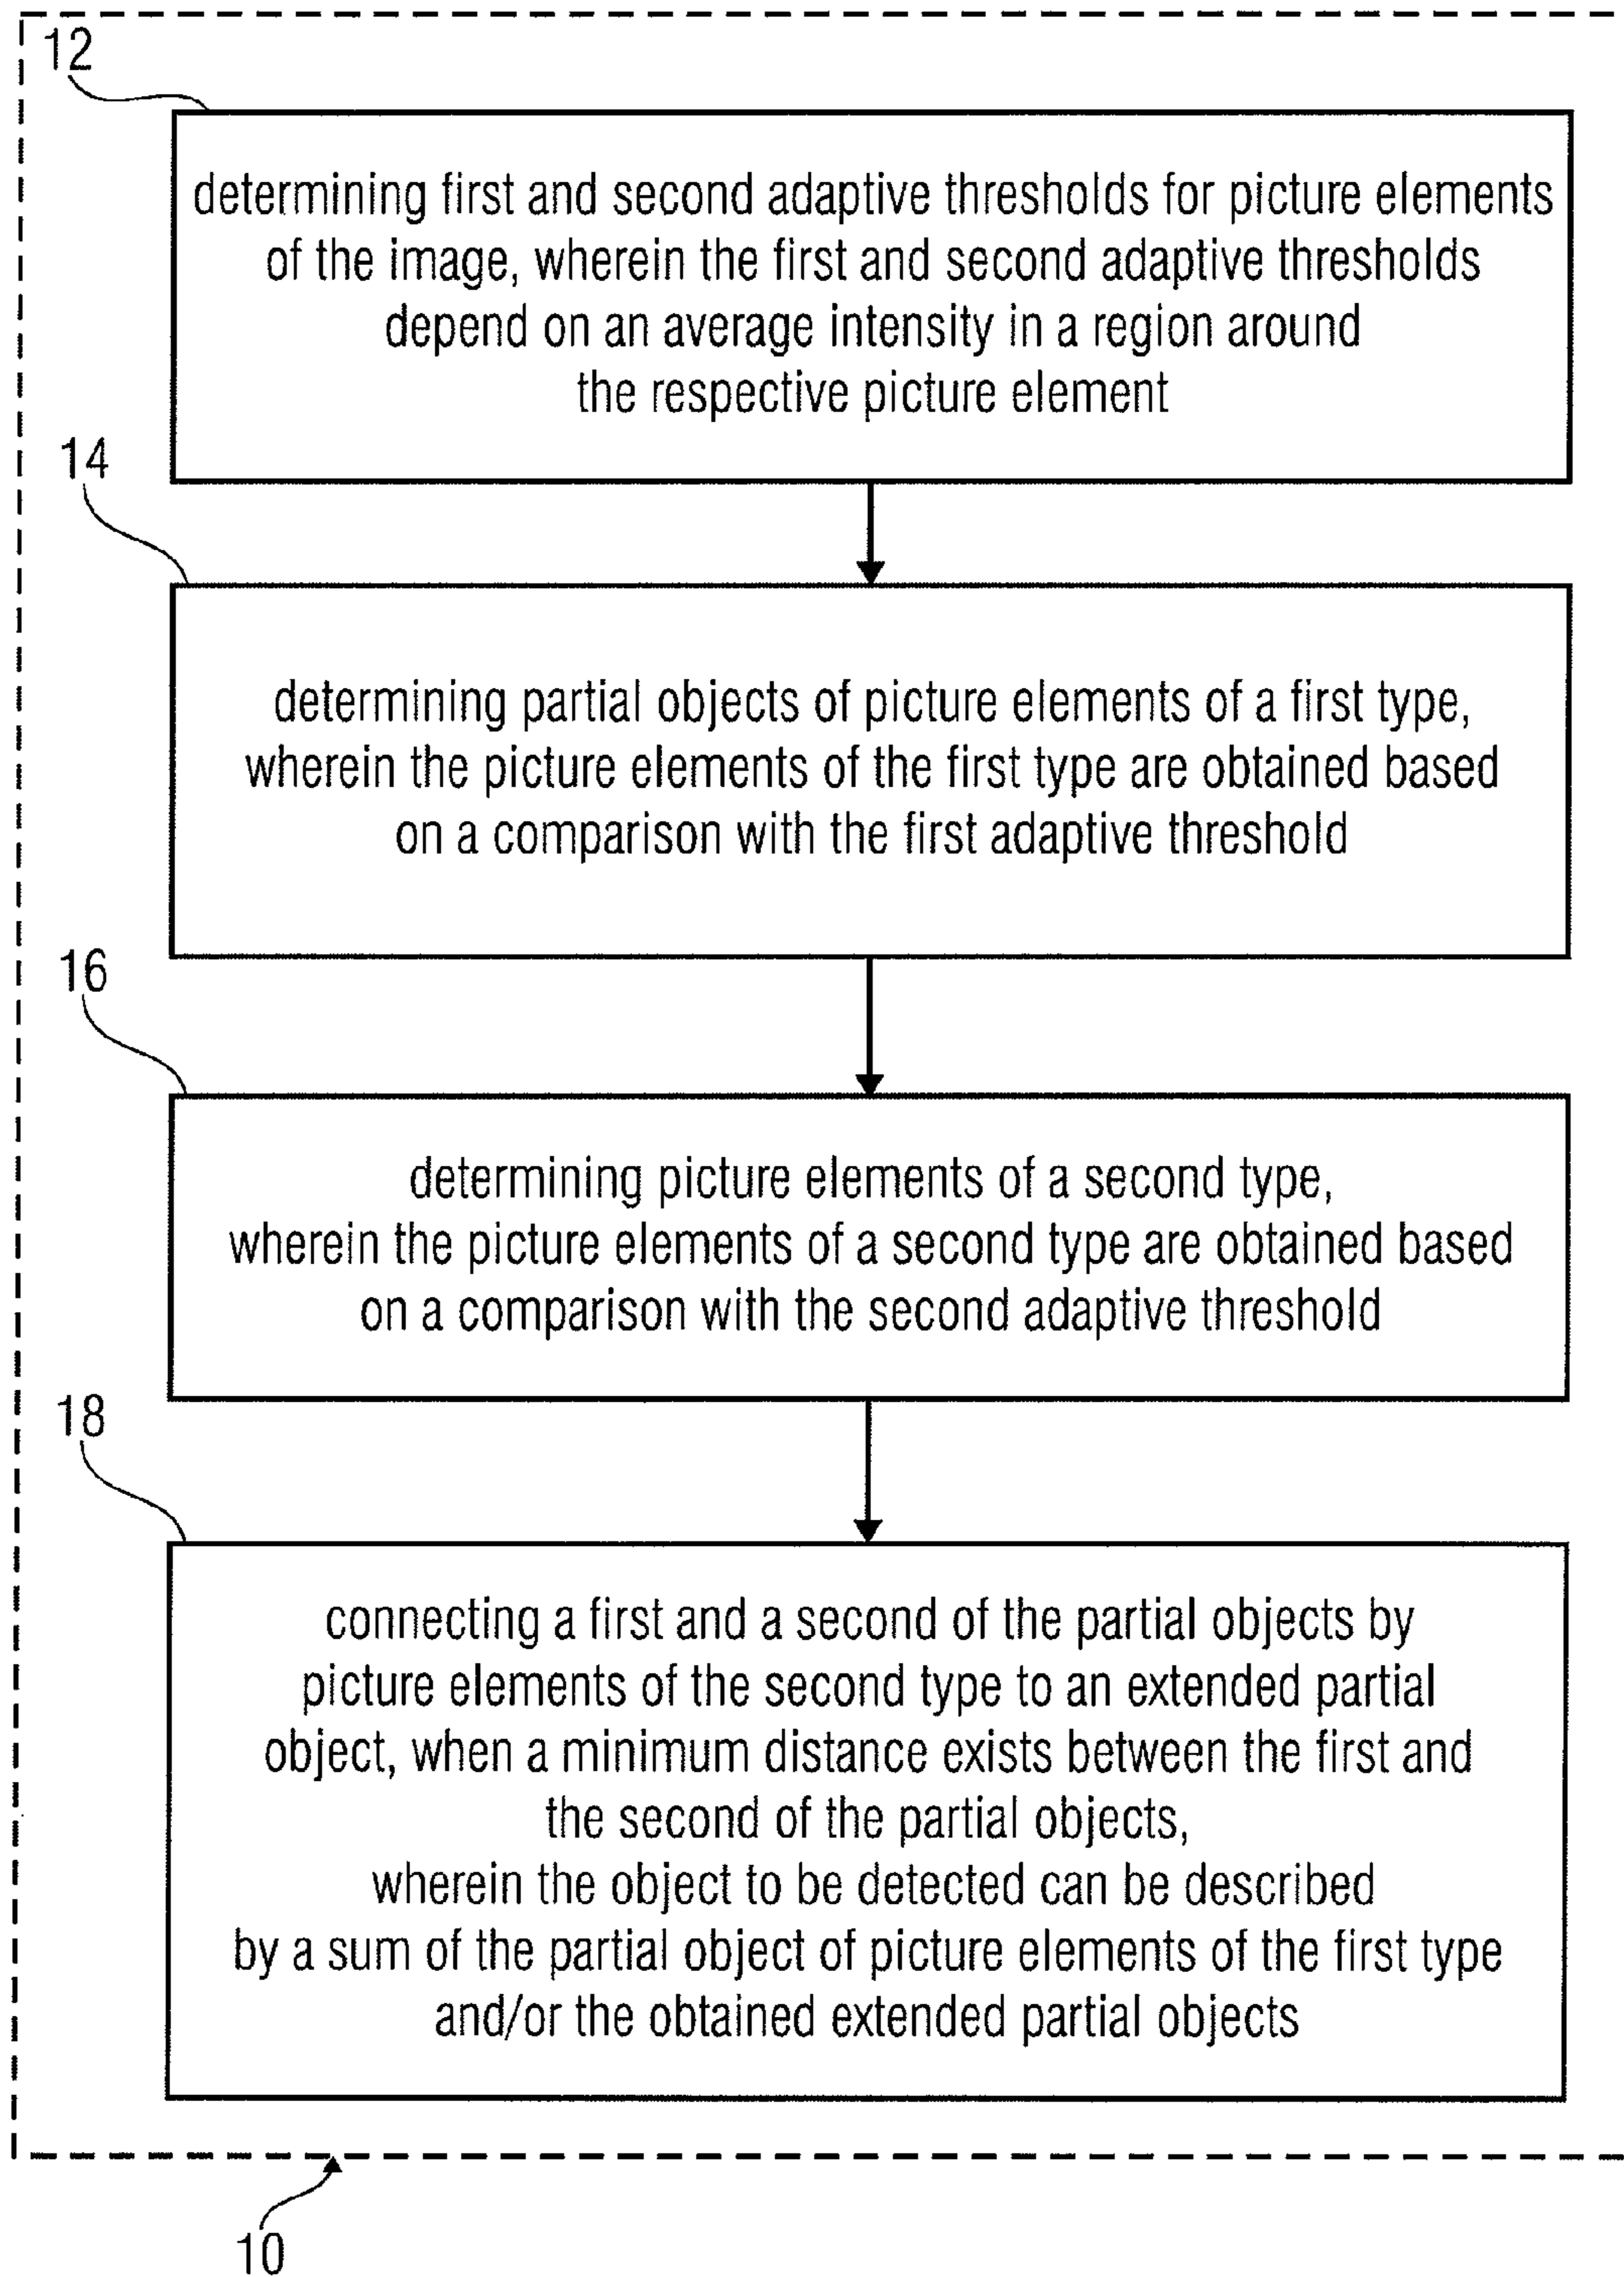 12
determining first and second adaptive thresholds for picture elements
of the image, wherein the first and second adaptive thresholds
depend on an average intensity in a region around
the respective picture element
14
determining partial objects of picture elements of a first type,
wherein the picture elements of the first type are obtained based
on a comparison with the first adaptive threshold
16
determining picture elements of a second type,
wherein the picture elements of a second type are obtained based
on a comparison with the second adaptive threshold
18
connecting a first and a second of the partial objects by
picture elements of the second type to an extended partial
object, when a minimum distance exists between the first and
the second of the partial objects,
wherein the object to be detected can be described
by a sum of the partial object of picture elements of the first type
and/or the obtained extended partial objects
10